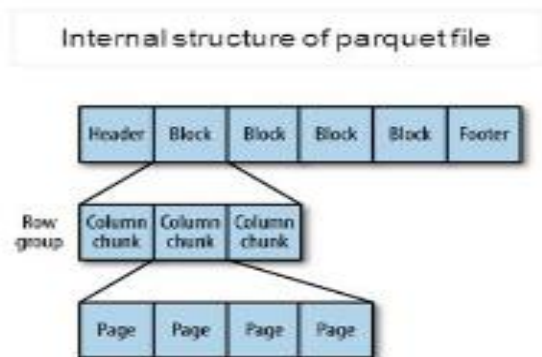 Internal structure of parquet file
Header Block Block Block Block Footer
Row group
Column chunk Column chunk Column chunk
Page Page Page Page